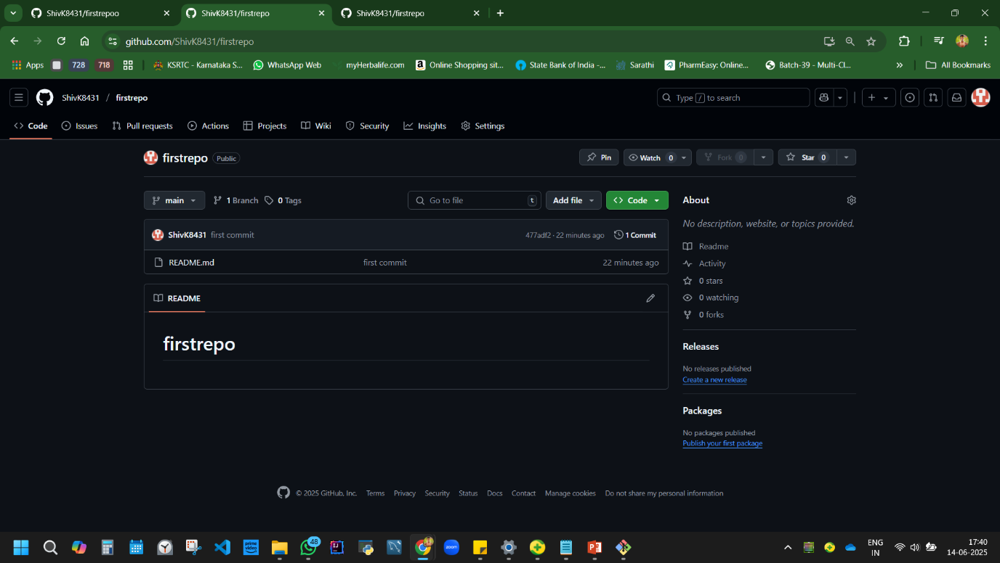 ShivK8431/firstrepoo
ShivK8431/firstrepo
ShivK8431/firstrepo
github.com/ShivK8431/firstrepo
Apps
728
718
KSRTC - Karnataka S...
WhatsApp Web
myHerbalife.com
Online Shopping sit...
State Bank of India -...
Sarathi
PharmEasy: Online...
Batch-39 - Multi-Cl...
All Bookmarks
ShivK8431 / firstrepo
Type / to search
Code
Issues
Pull requests
Actions
Projects
Wiki
Security
Insights
Settings
firstrepo Public
Pin
Watch 0
Fork 0
Star 0
main
1 Branch
0 Tags
Go to file t
Add file
Code
ShivK8431 first commit
477adf2 · 22 minutes ago
1 Commit
README.md first commit 22 minutes ago
README
firstrepo
About
No description, website, or topics provided.
Readme
Activity
0 stars
0 watching
0 forks
Releases
No releases published
Create a new release
Packages
No packages published
Publish your first package
© 2025 GitHub, Inc. Terms Privacy Security Status Docs Contact Manage cookies Do not share my personal information
prime video
48
zoom
ENG
IN
17:40
14-06-2025